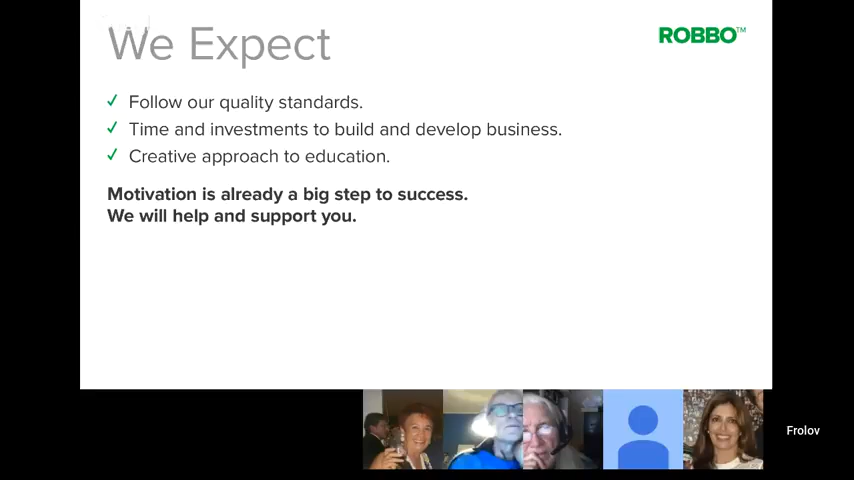 We Expect
ROBBO™
✓ Follow our quality standards.
✓ Time and investments to build and develop business.
✓ Creative approach to education.
Motivation is already a big step to success.
We will help and support you.
Frolov